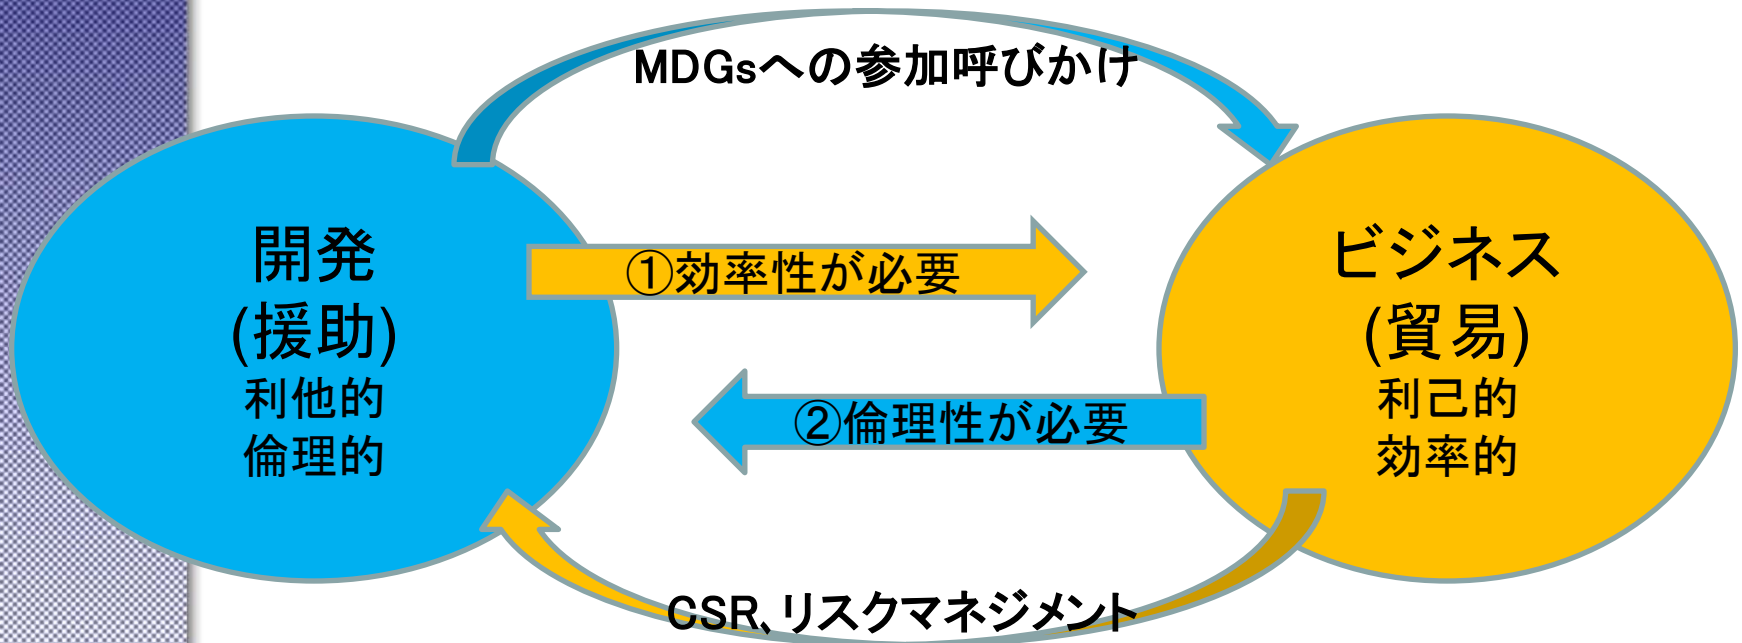 MDGsへの参加呼びかけ
開発
(援助)
利他的
倫理的
①効率性が必要
②倫理性が必要
ビジネス
(貿易)
利己的
効率的
CSR、リスクマネジメント